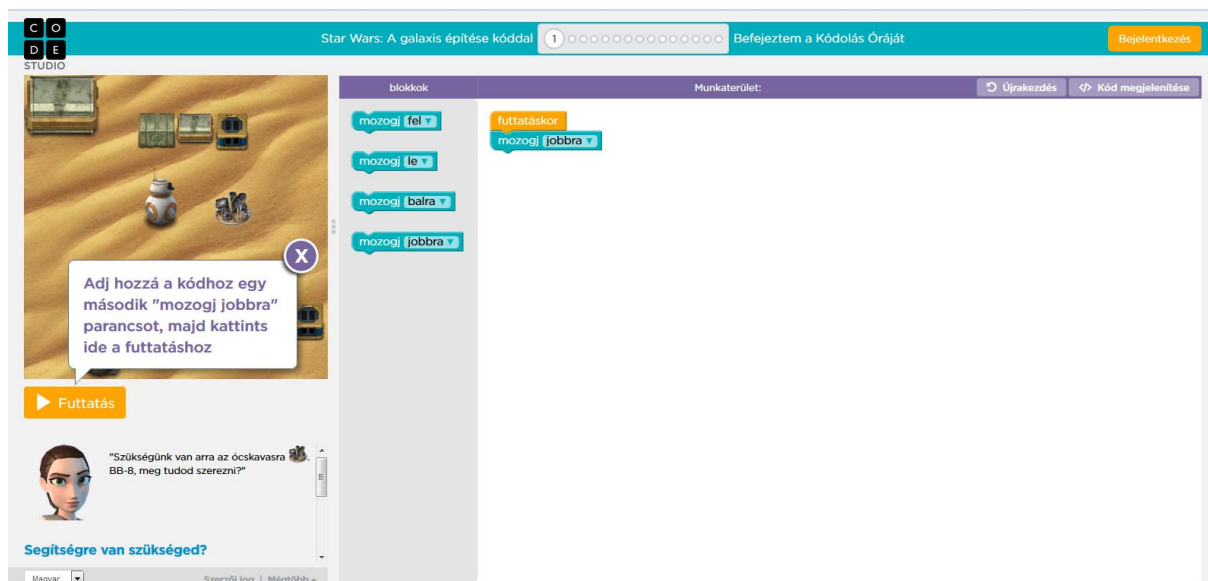 C O
D E
STUDIO
Star Wars: A galaxis építése kóddal 1 Befejeztem a Kódolás Óráját
Bejelentkezés
blokkok
Munkaterület:
Újrakezdés
</> Kód megjelenítése
mozogj fel
mozogj le
mozogj balra
mozogj jobbra
futtatáskor
mozogj jobbra
X
Adj hozzá a kódhoz egy
második "mozogj jobbra"
parancsot, majd kattints
ide a futtatáshoz
Futtatás
"Szükségünk van arra az ócskavasra .
BB-8, meg tudod szerezni?"
Segítségre van szükséged?
Magyar
Szerzői jog | Mégtöbb